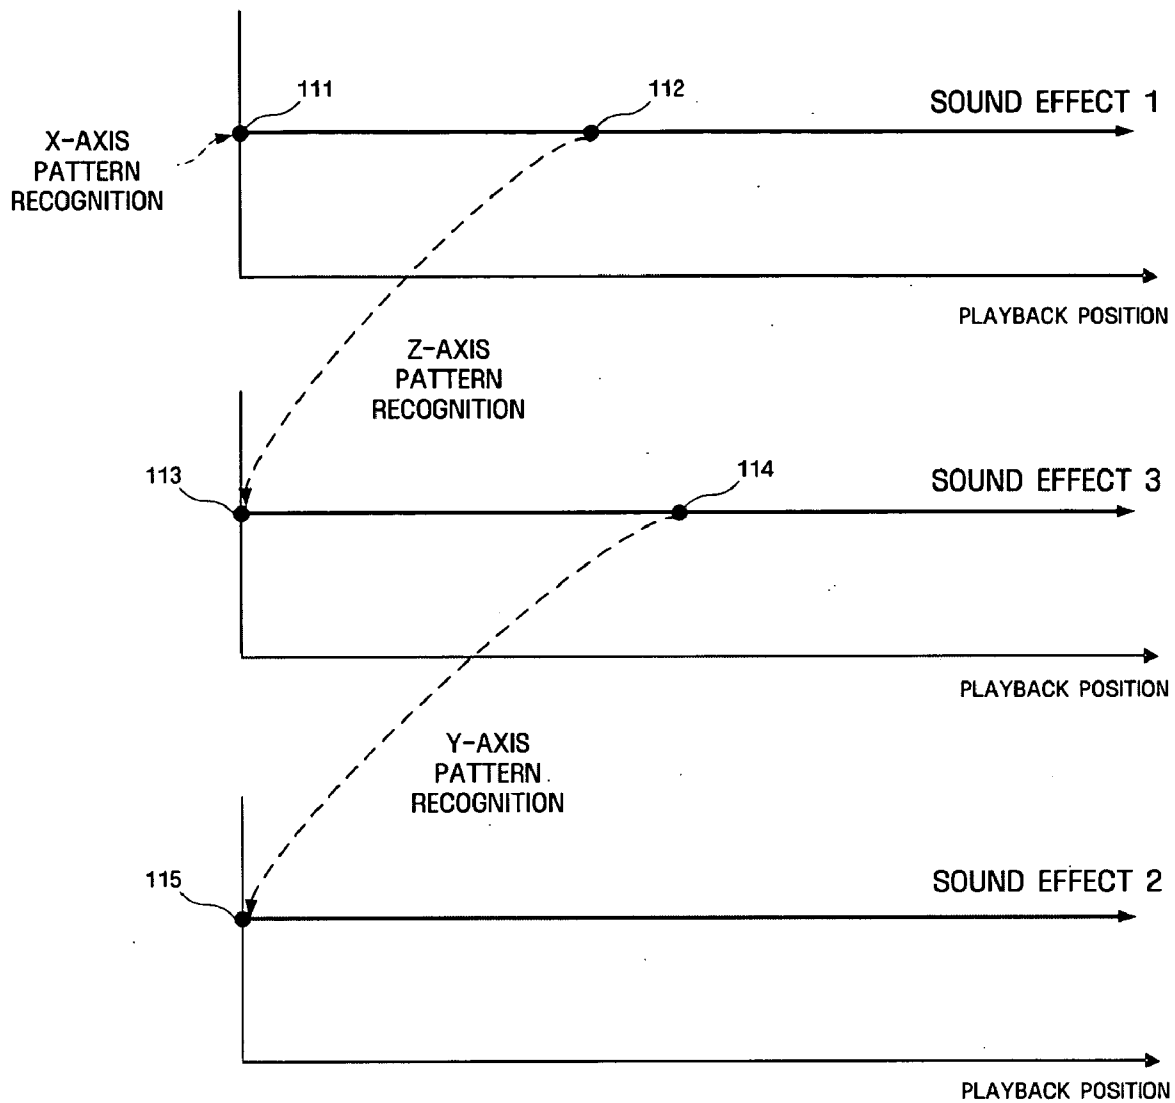 111
112
SOUND EFFECT 1
X-AXIS
PATTERN
RECOGNITION
PLAYBACK POSITION
Z-AXIS
PATTERN
RECOGNITION
113
114
SOUND EFFECT 3
PLAYBACK POSITION
Y-AXIS
PATTERN
RECOGNITION
115
SOUND EFFECT 2
PLAYBACK POSITION